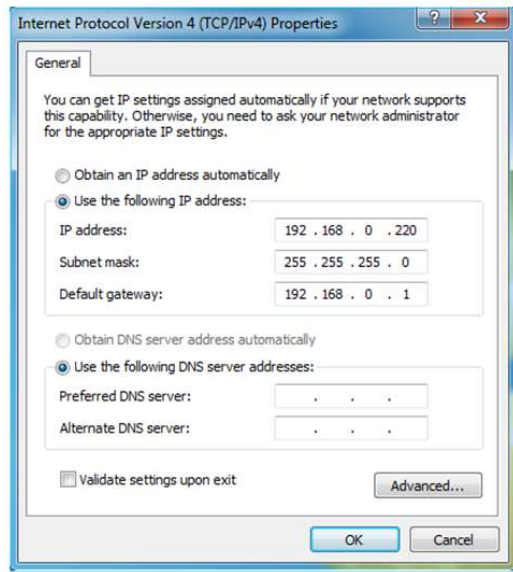 Internet Protocol Version 4 (TCP/IPv4) Properties
?
X
General
You can get IP settings assigned automatically if your network supports
this capability. Otherwise, you need to ask your network administrator
for the appropriate IP settings.
Obtain an IP address automatically
Use the following IP address:
IP address: 192 . 168 . 0 . 220
Subnet mask: 255 . 255 . 255 . 0
Default gateway: 192 . 168 . 0 . 1
Obtain DNS server address automatically
Use the following DNS server addresses:
Preferred DNS server: . . .
Alternate DNS server: . . .
Validate settings upon exit
Advanced...
OK Cancel